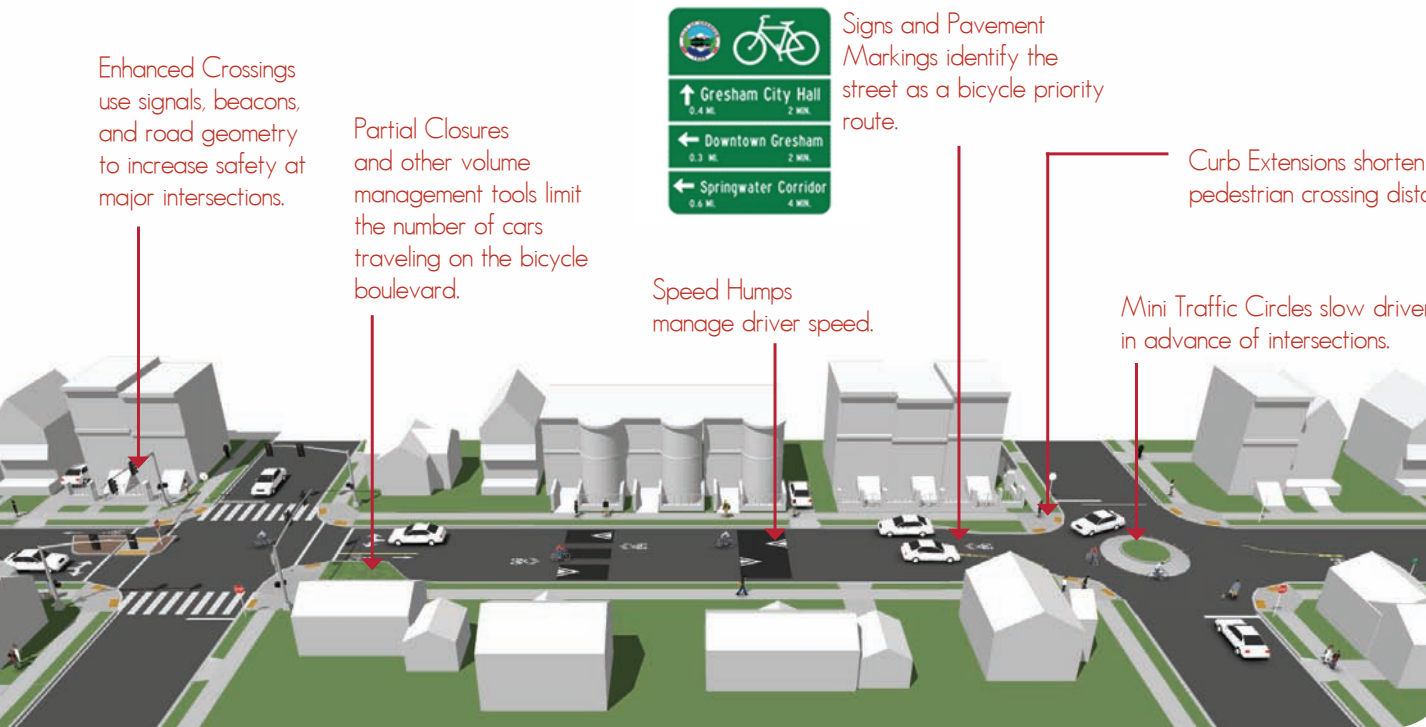 Enhanced Crossings
use signals, beacons,
and road geometry
to increase safety at
major intersections.
Partial Closures
and other volume
management tools limit
the number of cars
traveling on the bicycle
boulevard.
Gresham City Hall
0.4 MI. 2 MIN.
Downtown Gresham
0.3 MI. 2 MIN.
Springwater Corridor
0.6 MI. 4 MIN.
Signs and Pavement
Markings identify the
street as a bicycle priority
route.
Speed Humps
manage driver speed.
Curb Extensions shorten
pedestrian crossing dista
Mini Traffic Circles slow driver
in advance of intersections.